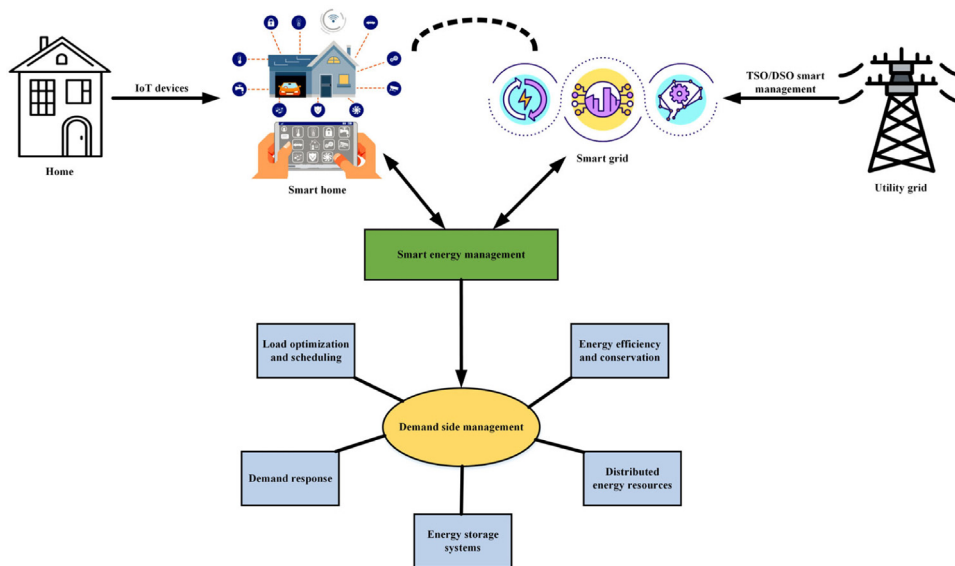 IoT devices
TSO/DSO smart
management
Home
Smart home
Smart grid
Utility grid
Smart energy management
Load optimization
and scheduling
Energy efficiency
and conservation
Demand side management
Demand response
Distributed
energy resources
Energy storage
systems